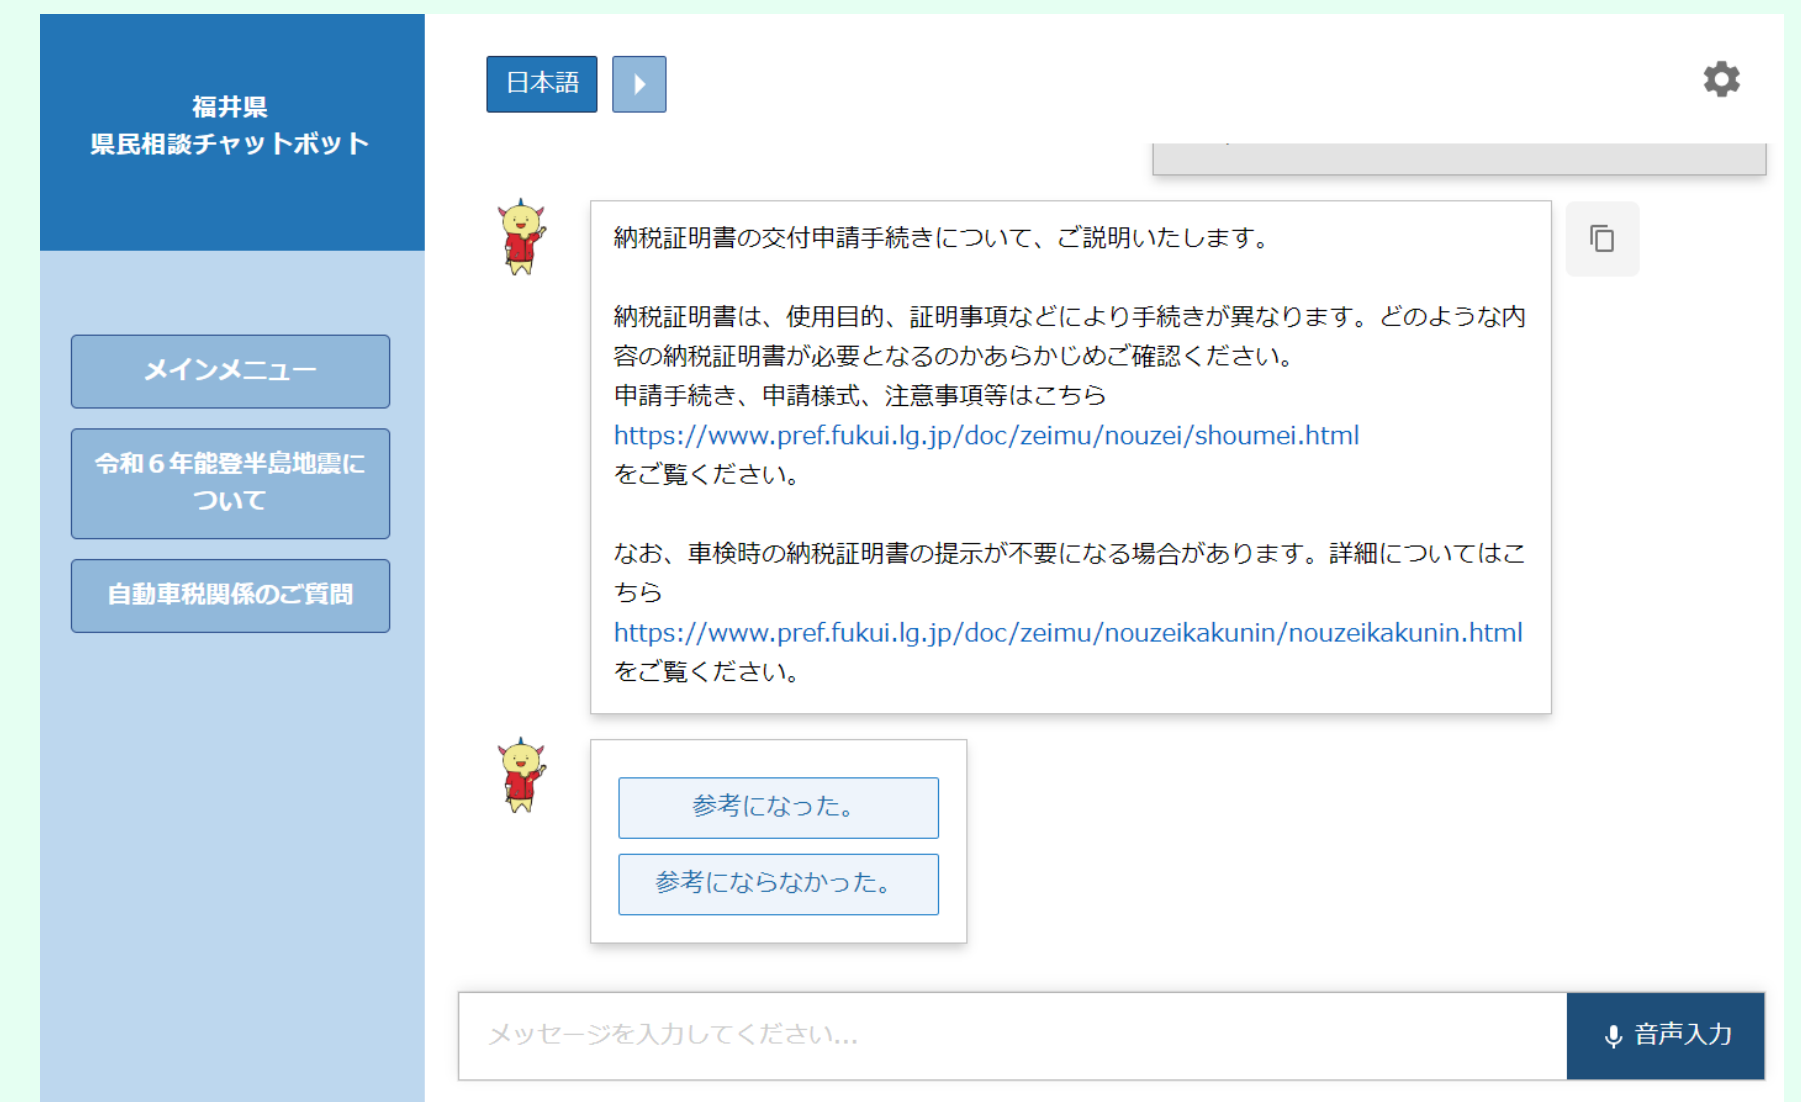 福井県
県民相談チャットボット
メインメニュー
令和６年能登半島地震に
ついて
自動車税関係のご質問
日本語
納税証明書の交付申請手続きについて、ご説明いたします。
納税証明書は、使用目的、証明事項などにより手続きが異なります。どのような内
容の納税証明書が必要となるのかあらかじめご確認ください。
申請手続き、申請様式、注意事項等はこちら
https://www.pref.fukui.lg.jp/doc/zeimu/nouzei/shoumei.html
をご覧ください。
なお、車検時の納税証明書の提示が不要になる場合があります。詳細についてはこ
ちら
https://www.pref.fukui.lg.jp/doc/zeimu/nouzeikakunin/nouzeikakunin.html
をご覧ください。
参考になった。
参考にならなかった。
メッセージを入力してください...
音声入力